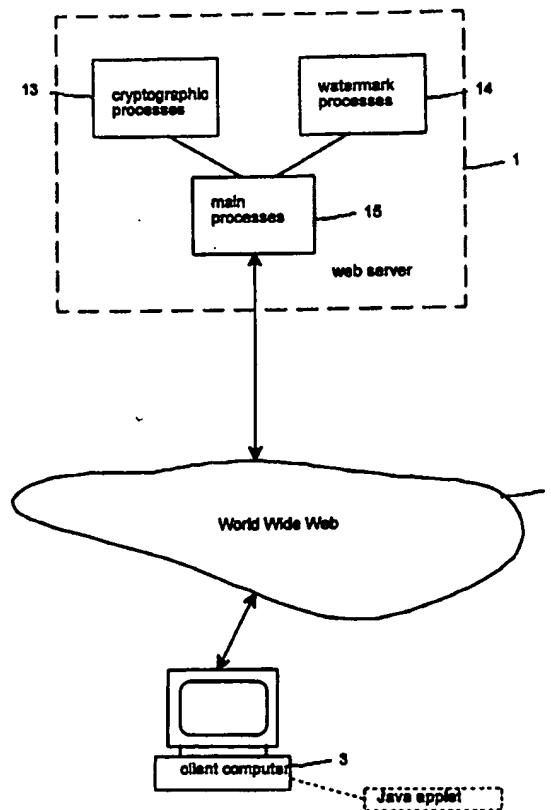 13
cryptographic
processes
watermark
processes
14
1
main
processes
15
web server
World Wide Web
client computer
3
Java applet